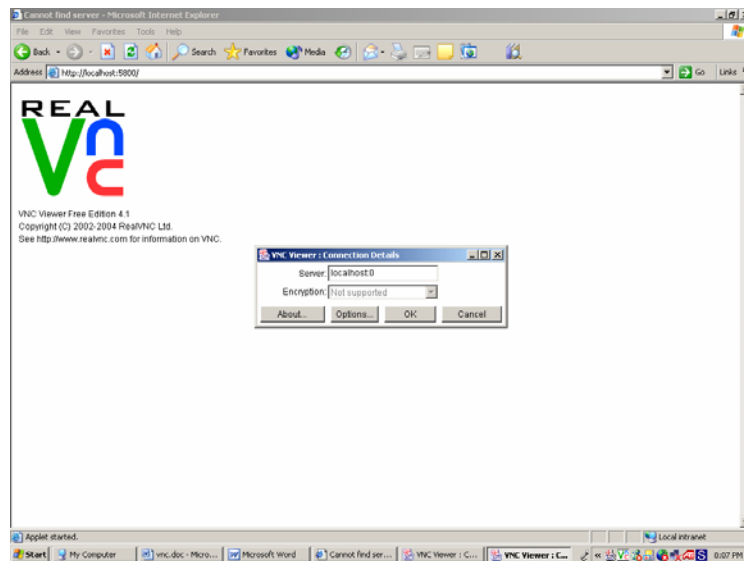 Cannot find server - Microsoft Internet Explorer
File Edit View Favorites Tools Help
Back Search Favorites Media
Address http://localhost:5800/ Go Links
REAL
Vnc
VNC Viewer Free Edition 4.1
Copyright (C) 2002-2004 RealVNC Ltd.
See http://www.realvnc.com for information on VNC.
VNC Viewer : Connection Details
Server: localhost:0
Encryption: Not supported
About... Options... OK Cancel
Applet started. Local intranet
Start My Computer vnc.doc - Micro... Microsoft Word Cannot find ser... VNC Viewer : C... VNC Viewer : C... 8:07 PM